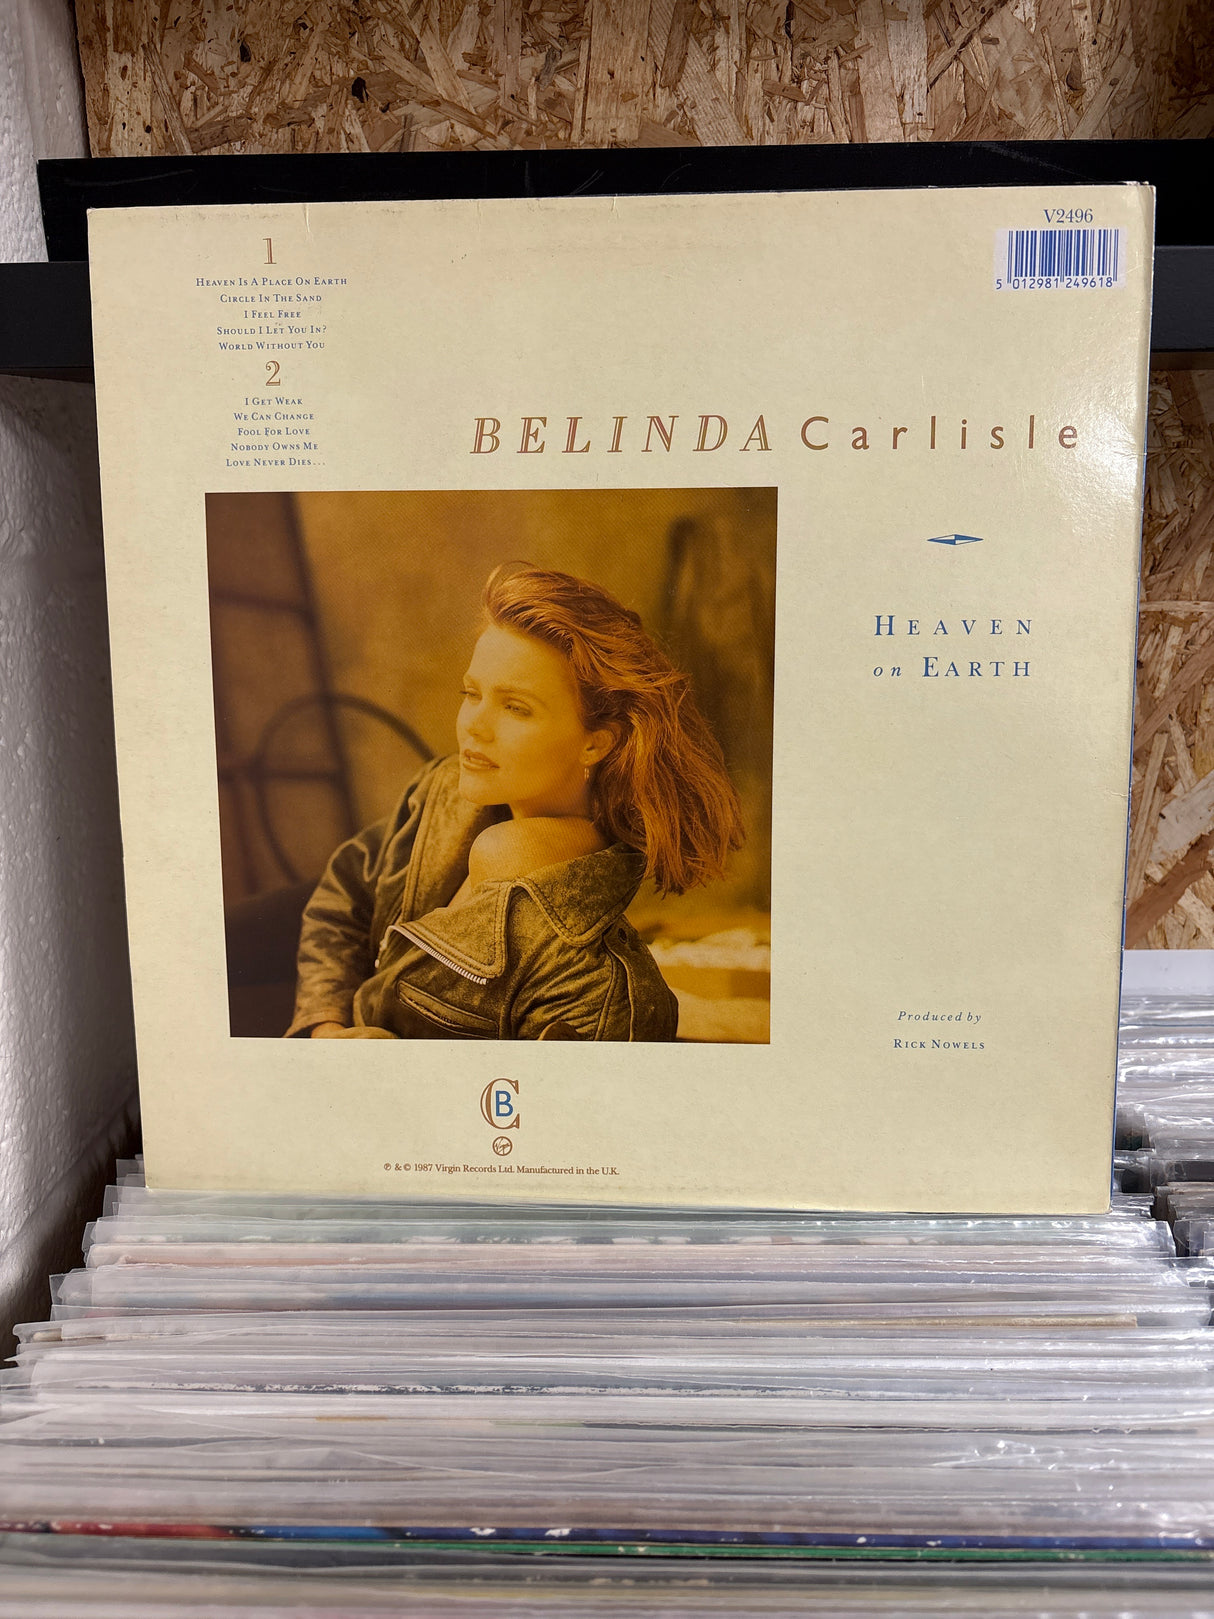 V2496
5 012981 249618
1
HEAVEN IS A PLACE ON EARTH
CIRCLE IN THE SAND
I FEEL FREE
SHOULD I LET YOU IN?
WORLD WITHOUT YOU
2
I GET WEAK
WE CAN CHANGE
FOOL FOR LOVE
NOBODY OWNS ME
LOVE NEVER DIES...
BELINDA Carlisle
HEAVEN
on EARTH
Produced by
RICK NOWELS
CB
Virgin
℗ & © 1987 Virgin Records Ltd. Manufactured in the U.K.